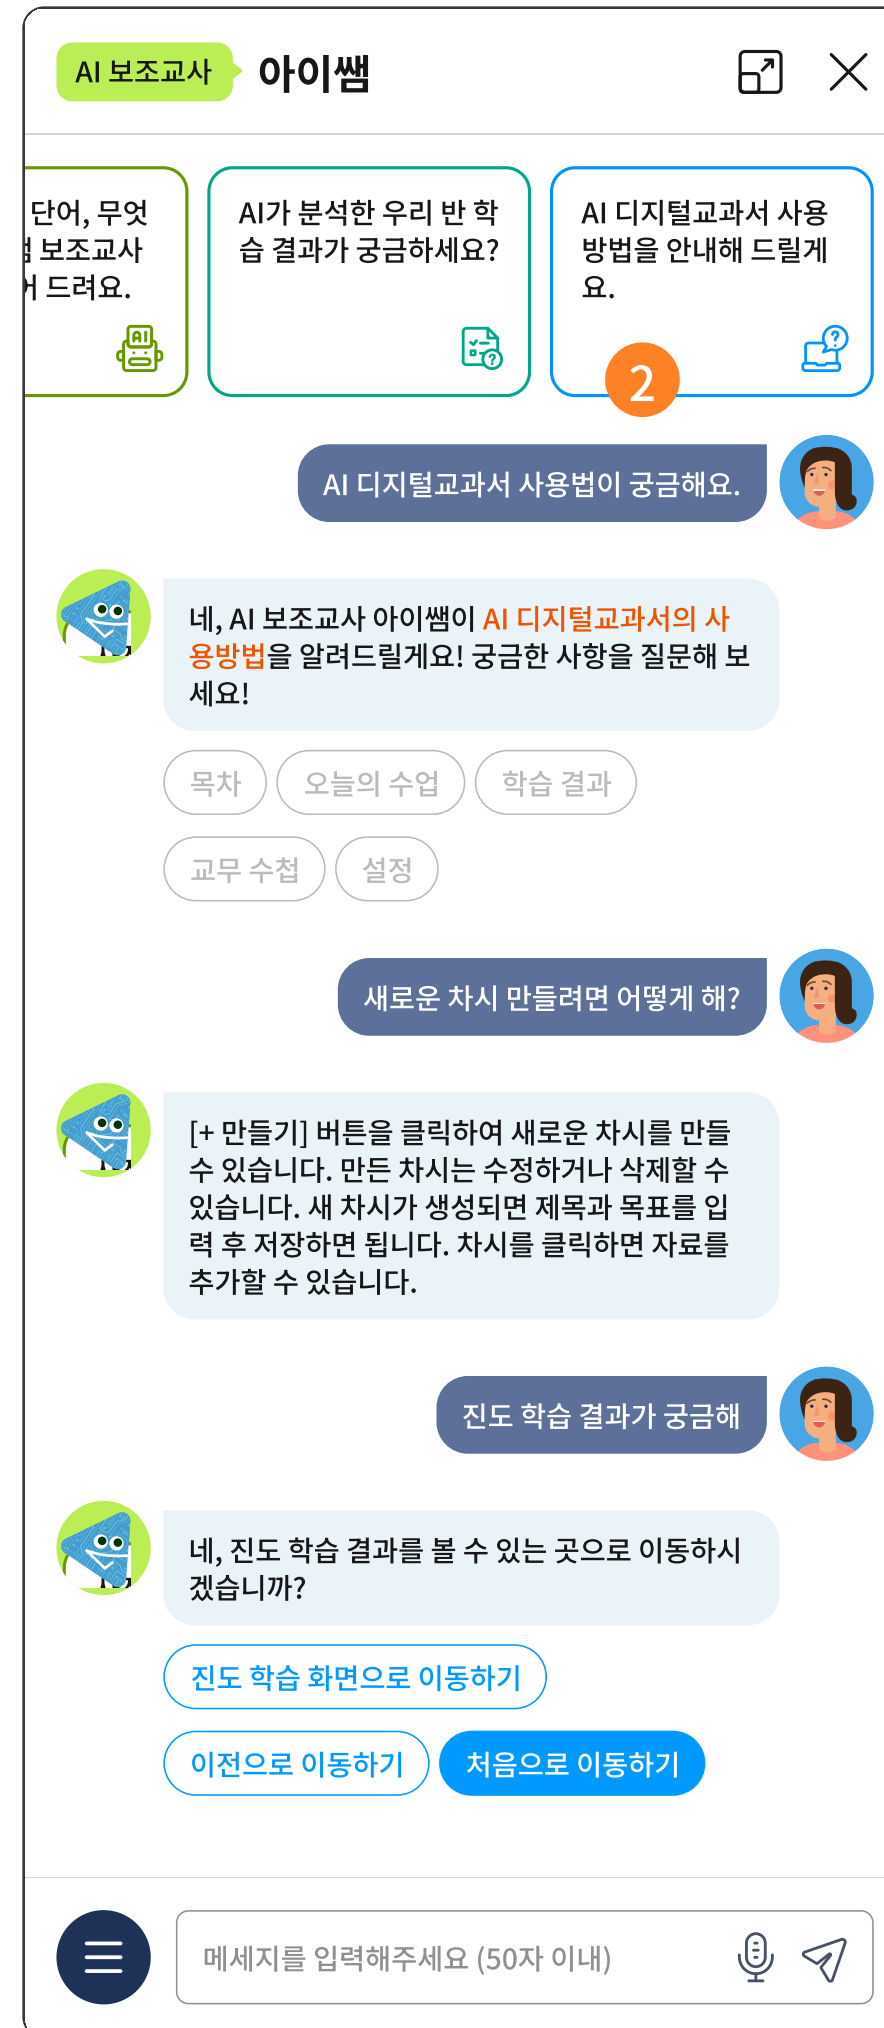 AI 보조교사 아이쌤
단어, 무엇
보조교사
드려요.
AI
AI가 분석한 우리 반 학
습 결과가 궁금하세요?
AI 디지털교과서 사용
방법을 안내해 드릴게
요.
2
AI 디지털교과서 사용법이 궁금해요.
네, AI 보조교사 아이쌤이 AI 디지털교과서의 사
용방법을 알려드릴게요! 궁금한 사항을 질문해 보
세요!
목차 오늘의 수업 학습 결과
교무 수첩 설정
새로운 차시 만들려면 어떻게 해?
[+ 만들기] 버튼을 클릭하여 새로운 차시를 만들
수 있습니다. 만든 차시는 수정하거나 삭제할 수
있습니다. 새 차시가 생성되면 제목과 목표를 입
력 후 저장하면 됩니다. 차시를 클릭하면 자료를
추가할 수 있습니다.
진도 학습 결과가 궁금해
네, 진도 학습 결과를 볼 수 있는 곳으로 이동하시
겠습니까?
진도 학습 화면으로 이동하기
이전으로 이동하기 처음으로 이동하기
메세지를 입력해주세요 (50자 이내)